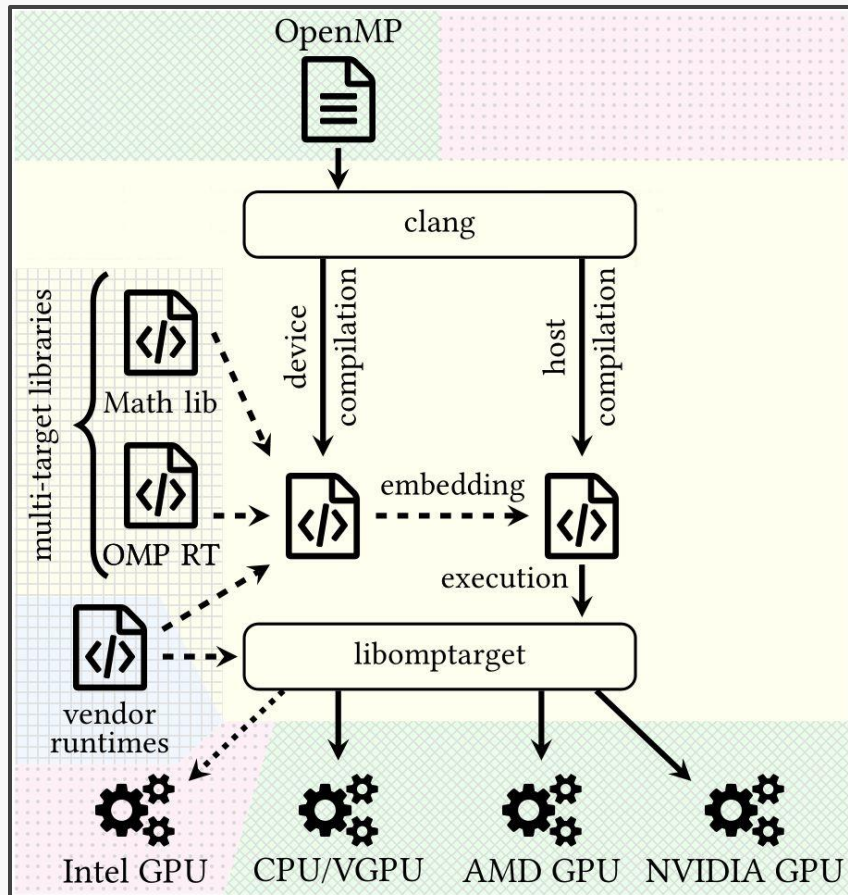 OpenMP
clang
device
compilation
host
compilation
multi-target libraries
Math lib
OMP RT
embedding
execution
libomptarget
vendor
runtimes
Intel GPU
CPU/VGPU
AMD GPU
NVIDIA GPU